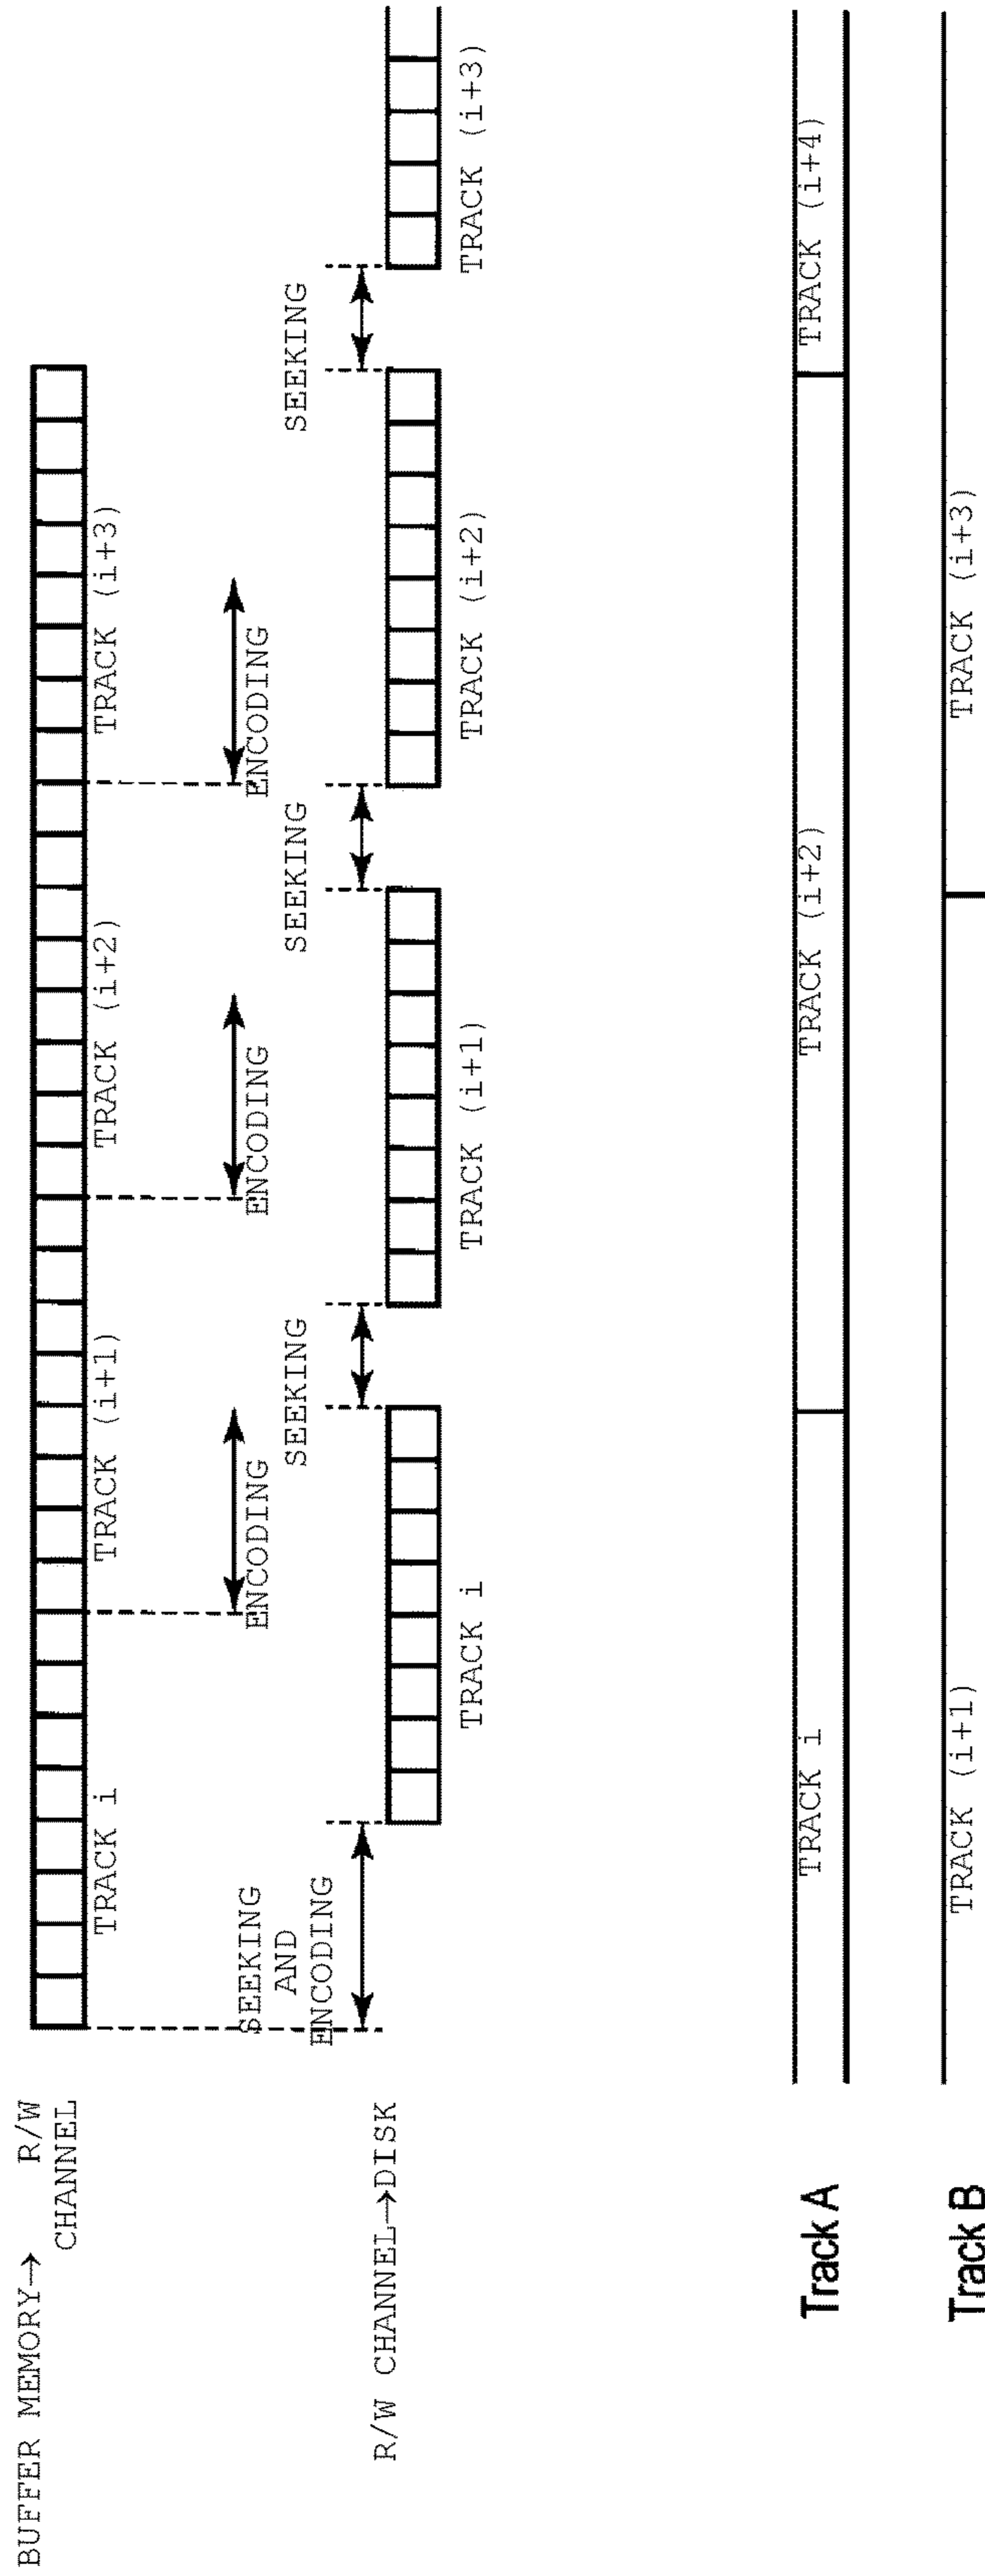 BUFFER MEMORY→ R/W
CHANNEL
TRACK i
TRACK (i+1)
TRACK (i+2)
TRACK (i+3)
ENCODING
ENCODING
ENCODING
SEEKING
AND
ENCODING
SEEKING
SEEKING
SEEKING
R/W CHANNEL→DISK
TRACK i
TRACK (i+1)
TRACK (i+2)
TRACK (i+3)
Track A
TRACK i
TRACK (i+2)
TRACK (i+4)
Track B
TRACK (i+1)
TRACK (i+3)